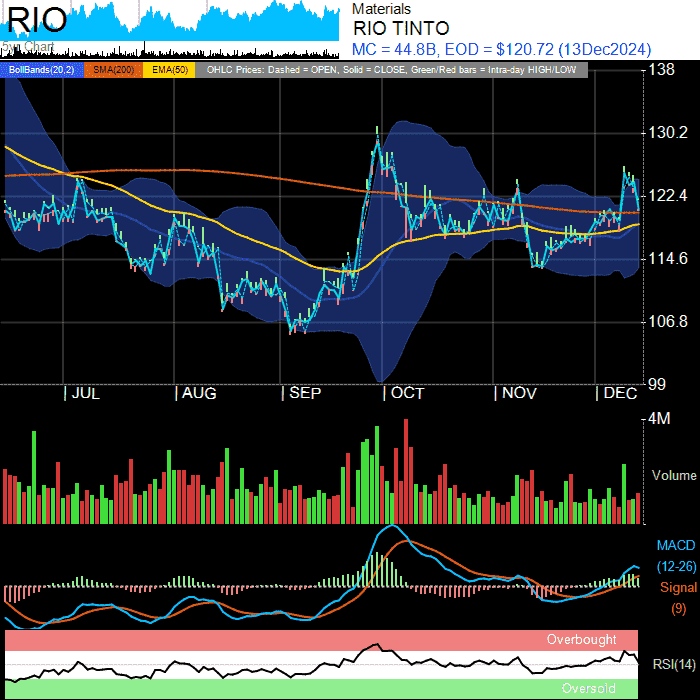 RIO
Materials
RIO TINTO
MC = 44.8B, EOD = $120.72 (13Dec2024)
BollBands(20,2) SMA(200) EMA(50) OHLC Prices: Dashed = OPEN, Solid = CLOSE, Green/Red bars = Intra-day HIGH/LOW
138
130.2
122.4
114.6
106.8
99
JUL AUG SEP OCT NOV DEC
4M
Volume
MACD
(12-26)
Signal
(9)
Overbought
RSI(14)
Oversold